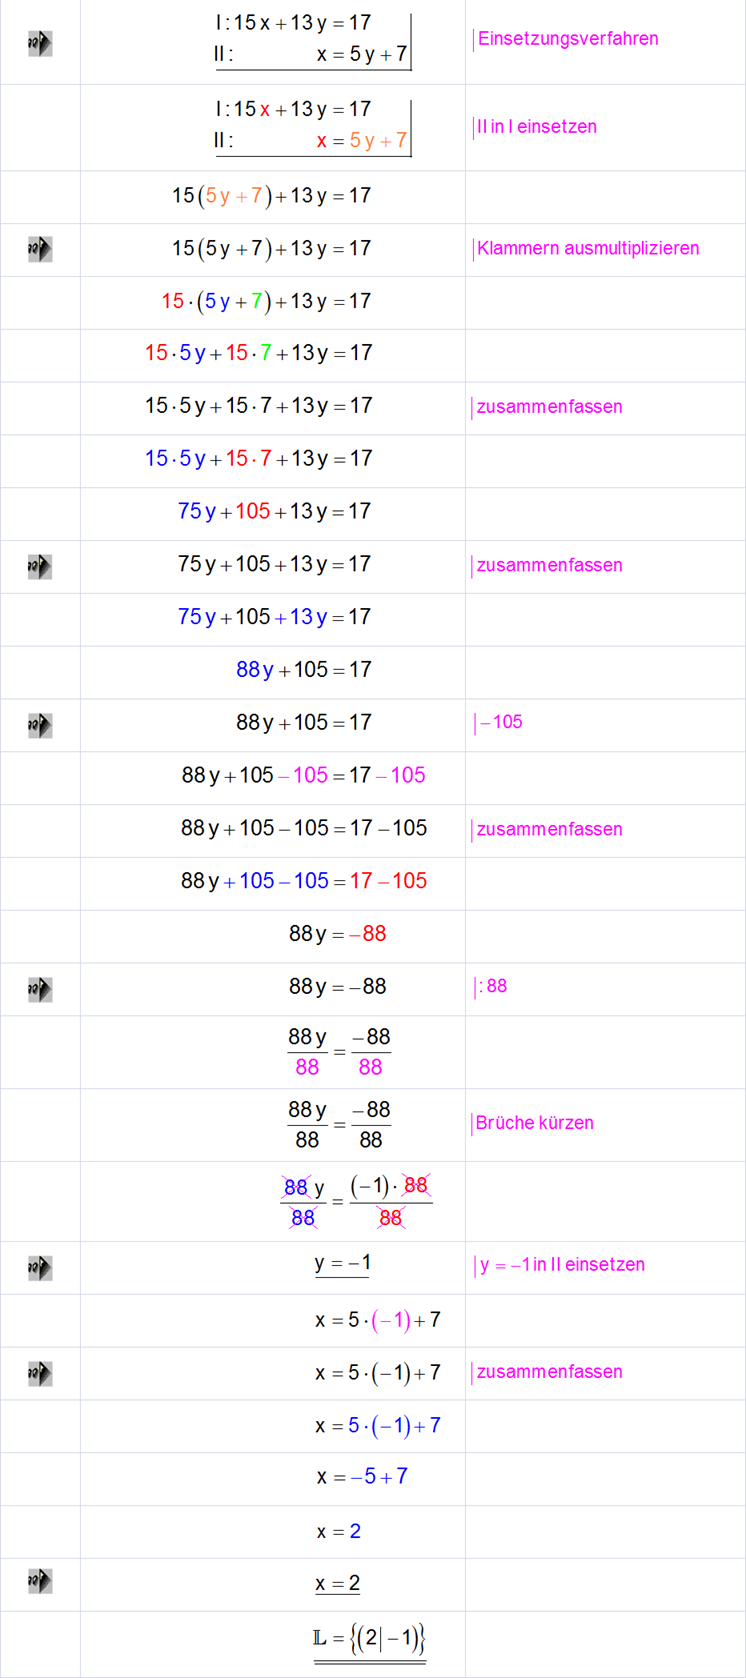 I: 15x + 13y = 17
II: x = 5y + 7 | Einsetzungsverfahren
I: 15x + 13y = 17
II: x = 5y + 7 | II in I einsetzen
15(5y + 7) + 13y = 17
15(5y + 7) + 13y = 17 | Klammern ausmultiplizieren
15 · (5y + 7) + 13y = 17
15 · 5y + 15 · 7 + 13y = 17
15 · 5y + 15 · 7 + 13y = 17 | zusammenfassen
15 · 5y + 15 · 7 + 13y = 17
75y + 105 + 13y = 17
75y + 105 + 13y = 17 | zusammenfassen
75y + 105 + 13y = 17
88y + 105 = 17
88y + 105 = 17 | −105
88y + 105 − 105 = 17 − 105
88y + 105 − 105 = 17 − 105 | zusammenfassen
88y + 105 − 105 = 17 − 105
88y = −88
88y = −88 | : 88
88y/88 = −88/88
88y/88 = −88/88 | Brüche kürzen
88y/88 = (−1) · 88/88
y = −1 | y = −1 in II einsetzen
x = 5 · (−1) + 7
x = 5 · (−1) + 7 | zusammenfassen
x = 5 · (−1) + 7
x = −5 + 7
x = 2
x = 2
𝕃 = {(2|−1)}